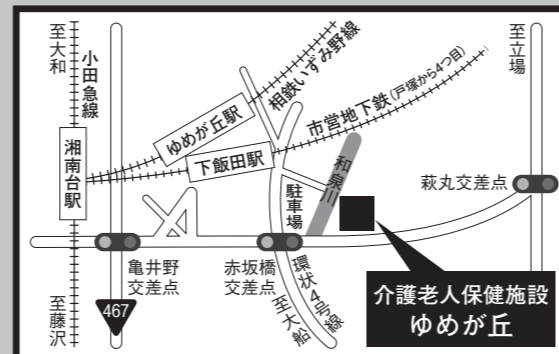 至大和
小田急線
湘南台駅
至藤沢
467
ゆめが丘駅
相鉄いずみ野線
下飯田駅
市営地下鉄(戸塚から4つ目)
和泉川
駐車場
至立場
萩丸交差点
亀井野
交差点
赤坂橋
交差点
環状4号線
至大船
介護老人保健施設
ゆめが丘